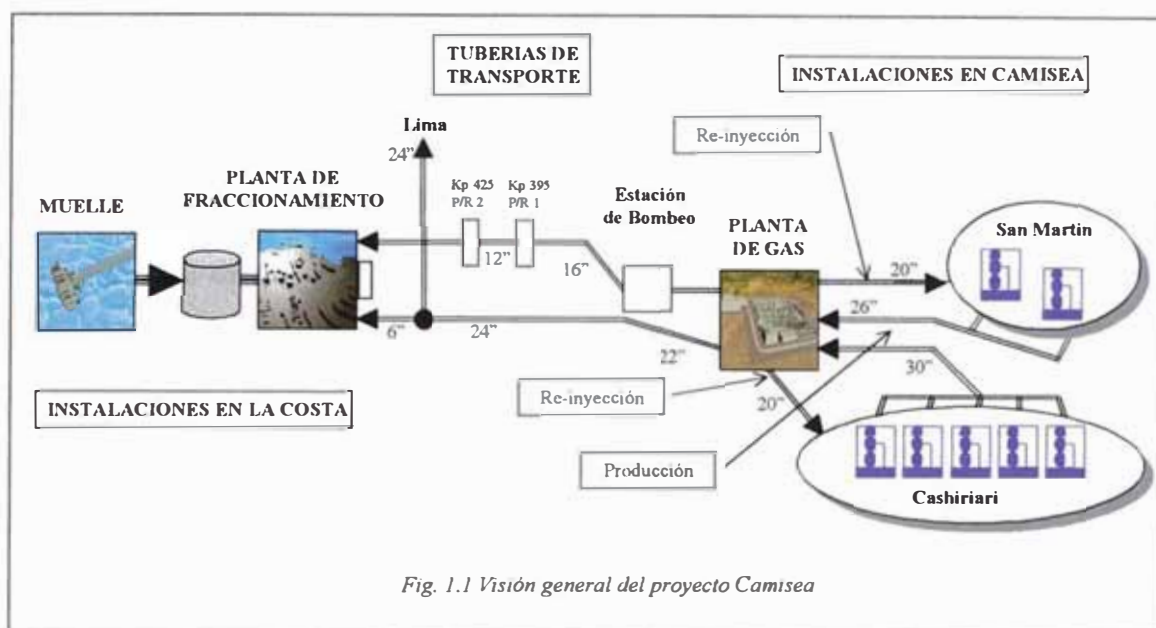 TUBERIAS DE
TRANSPORTE
INSTALACIONES EN CAMISEA
Lima
24”
Re-inyección
Kp 425
P/R 2
Kp 395
P/R 1
PLANTA DE
FRACCIONAMIENTO
MUELLE
Estación
de Bombeo
PLANTA
DE GAS
San Martin
12”
16”
20”
26”
6”
24”
22”
30”
INSTALACIONES EN LA COSTA
Re-inyección
20”
Producción
Cashiriari
Fig. 1.1 Visión general del proyecto Camisea